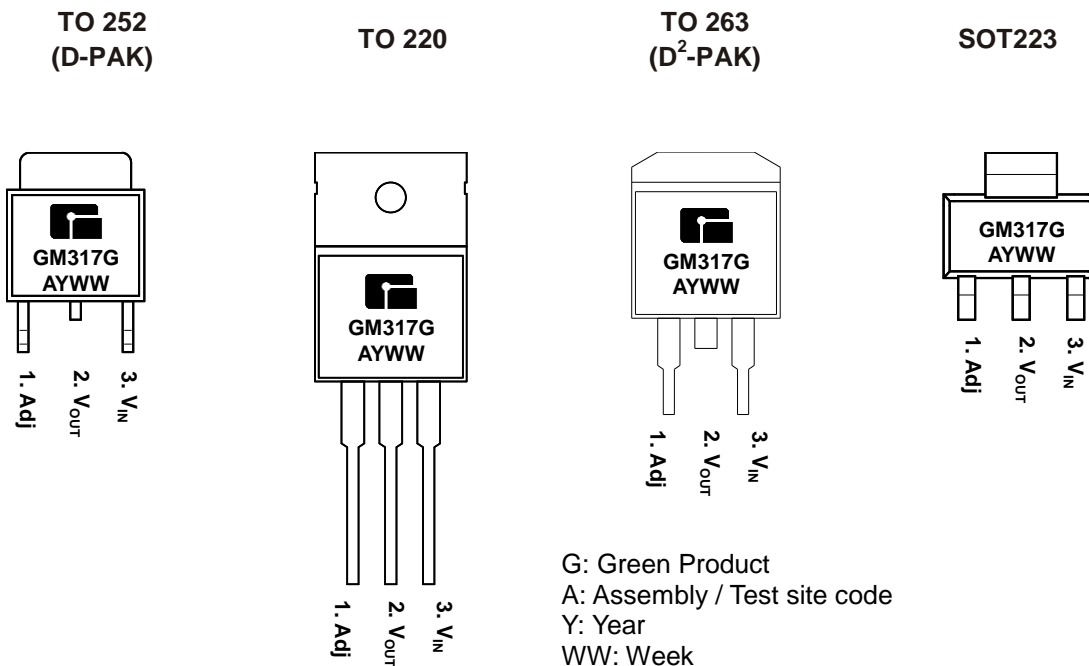 TO 252
(D-PAK)
TO 220
TO 263
(D²-PAK)
SOT223
GM317G
AYWW
1. Adj
2. VOUT
3. VIN
GM317G
AYWW
1. Adj
2. VOUT
3. VIN
GM317G
AYWW
1. Adj
2. VOUT
3. VIN
GM317G
AYWW
1. Adj
2. VOUT
3. VIN
G: Green Product
A: Assembly / Test site code
Y: Year
WW: Week